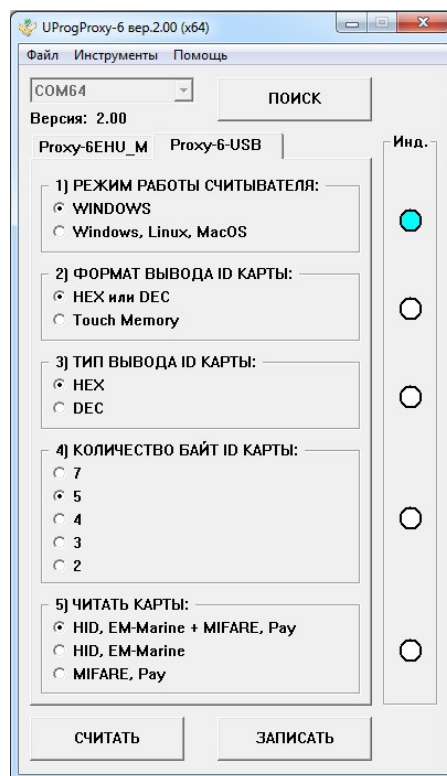 UProgProxy-6 вер.2.00 (x64)
Файл Инструменты Помощь
COM64
ПОИСК
Версия: 2.00
Proxy-6EHU_M Proxy-6-USB
Инд.
1) РЕЖИМ РАБОТЫ СЧИТЫВАТЕЛЯ:
WINDOWS
Windows, Linux, MacOS
2) ФОРМАТ ВЫВОДА ID КАРТЫ:
HEX или DEC
Touch Memory
3) ТИП ВЫВОДА ID КАРТЫ:
HEX
DEC
4) КОЛИЧЕСТВО БАЙТ ID КАРТЫ:
7
5
4
3
2
5) ЧИТАТЬ КАРТЫ:
HID, EM-Marine + MIFARE, Pay
HID, EM-Marine
MIFARE, Pay
СЧИТАТЬ ЗАПИСАТЬ